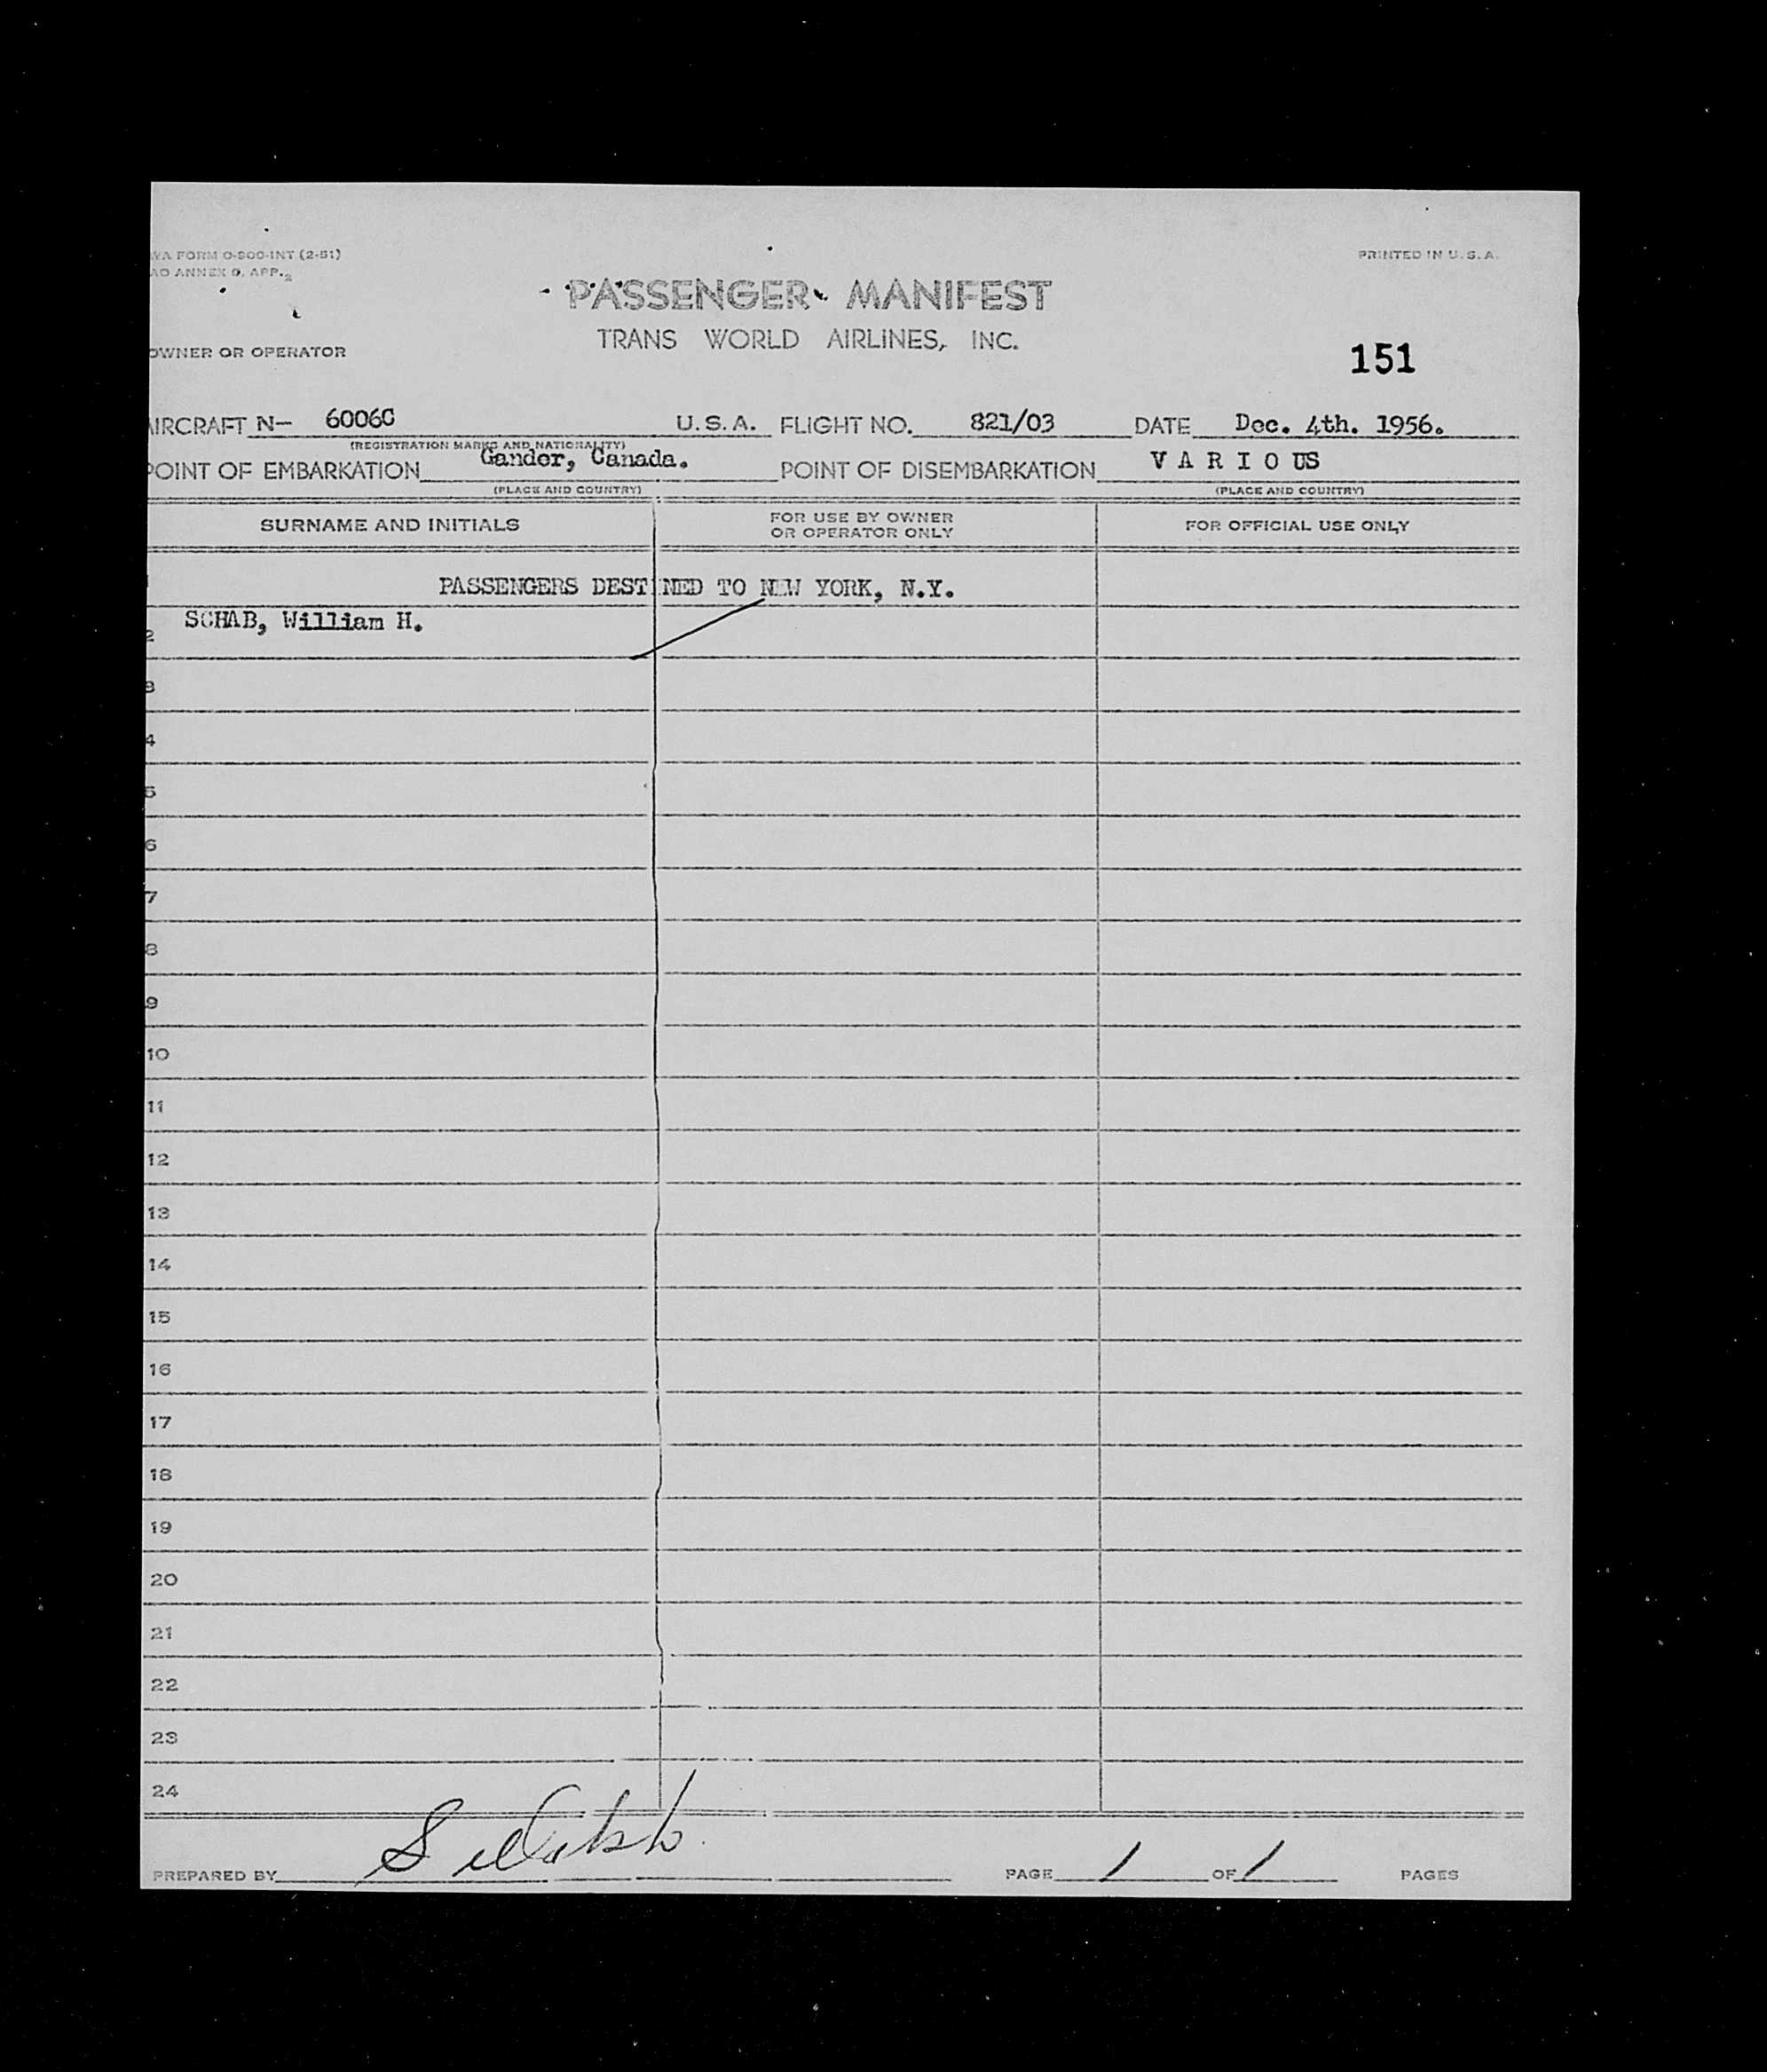 WA FORM O-800-INT (2-51)
AO ANNEX 9, APP. 2
PRINTED IN U. S. A.
PASSENGER MANIFEST
TRANS WORLD AIRLINES, INC.
OWNER OR OPERATOR
151
AIRCRAFT N— 6006C U. S. A. FLIGHT NO. 821/03 DATE Dec. 4th. 1956.
(REGISTRATION MARKS AND NATIONALITY)
POINT OF EMBARKATION Gander, Canada. POINT OF DISEMBARKATION V A R I O US
(PLACE AND COUNTRY) (PLACE AND COUNTRY)
SURNAME AND INITIALS FOR USE BY OWNER OR OPERATOR ONLY FOR OFFICIAL USE ONLY
1 PASSENGERS DESTINED TO NEW YORK, N.Y.
2 SCHAB, William H.
3
4
5
6
7
8
9
10
11
12
13
14
15
16
17
18
19
20
21
22
23
24
PREPARED BY PAGE 1 OF 1 PAGES